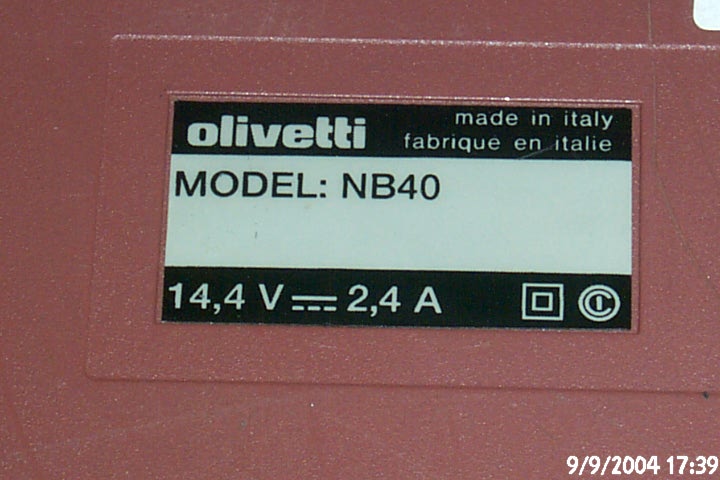 olivetti
made in italy
fabrique en italie
MODEL: NB40
14,4 V ⎓ 2,4 A
9/9/2004 17:39